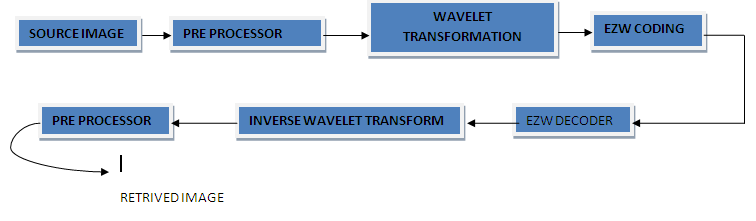 SOURCE IMAGE
PRE PROCESSOR
WAVELET
TRANSFORMATION
EZW CODING
PRE PROCESSOR
INVERSE WAVELET TRANSFORM
EZW DECODER
RETRIVED IMAGE